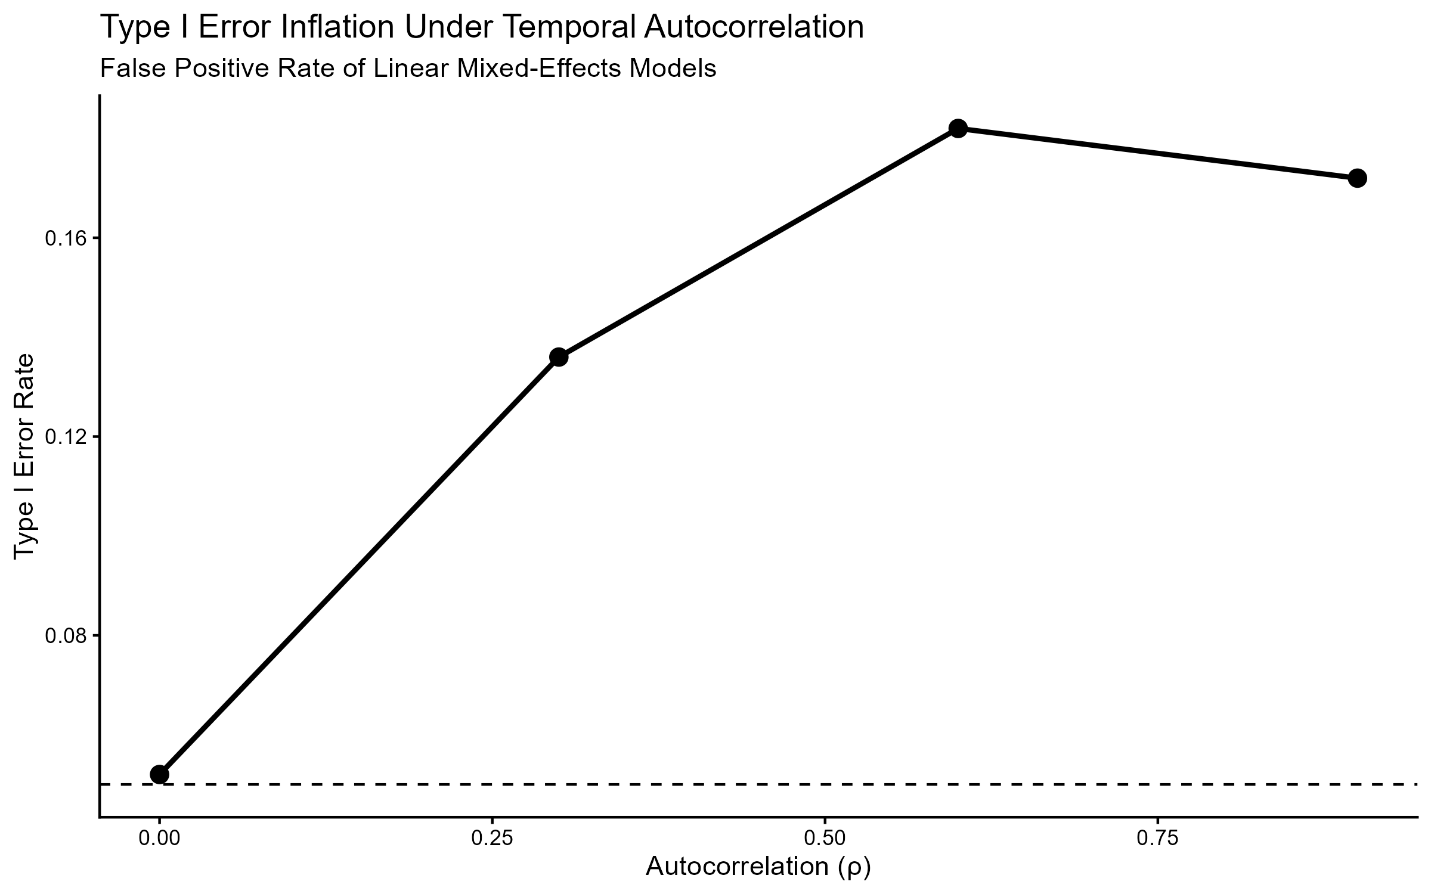 Type I Error Inflation Under Temporal Autocorrelation
False Positive Rate of Linear Mixed-Effects Models
Type I Error Rate
0.16
0.12
0.08
0.00
0.25
0.50
0.75
Autocorrelation (ρ)